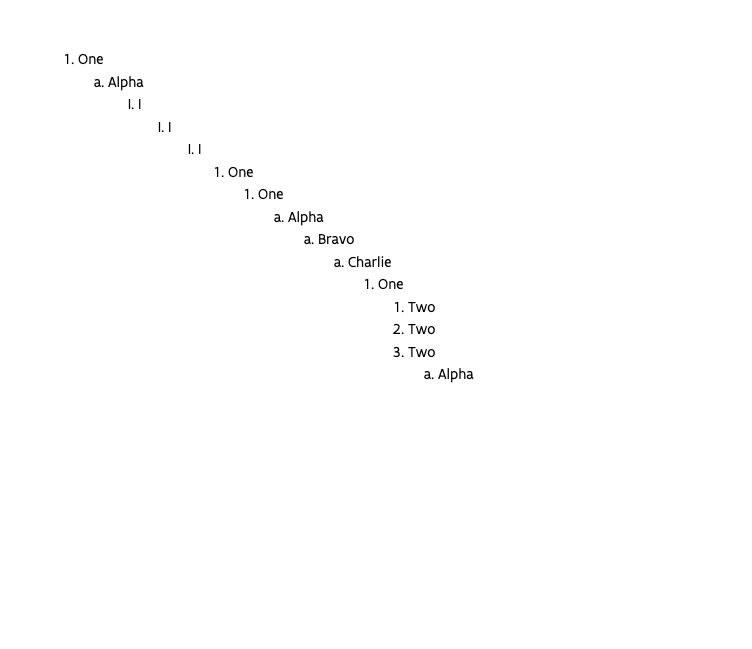 1. One
a. Alpha
I. I
I. I
I. I
1. One
1. One
a. Alpha
a. Bravo
a. Charlie
1. One
1. Two
2. Two
3. Two
a. Alpha